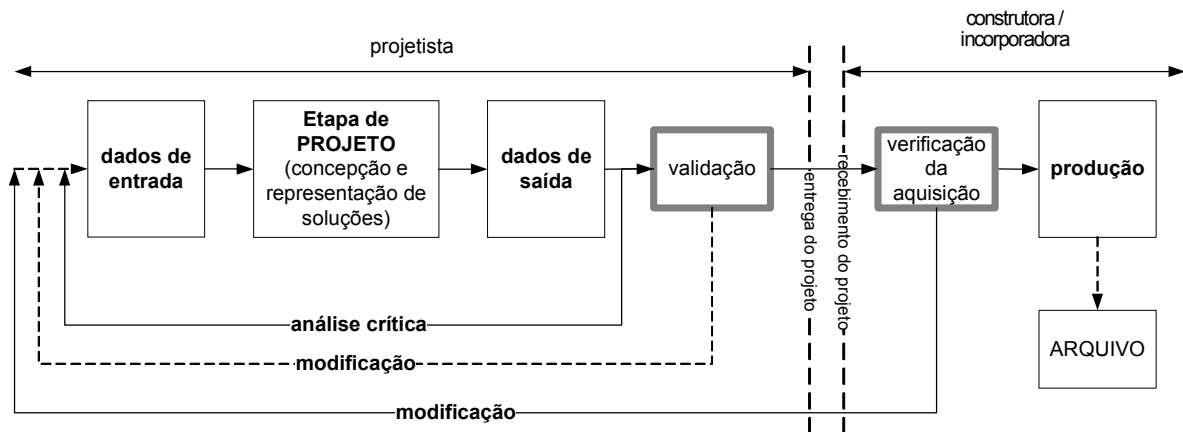 projetista
construtora /
incorporadora
dados de
entrada
Etapa de
PROJETO
(concepção e
representação de
soluções)
dados de
saída
validação
entrega do projeto
recebimento do projeto
verificação
da
aquisição
produção
análise crítica
modificação
modificação
ARQUIVO